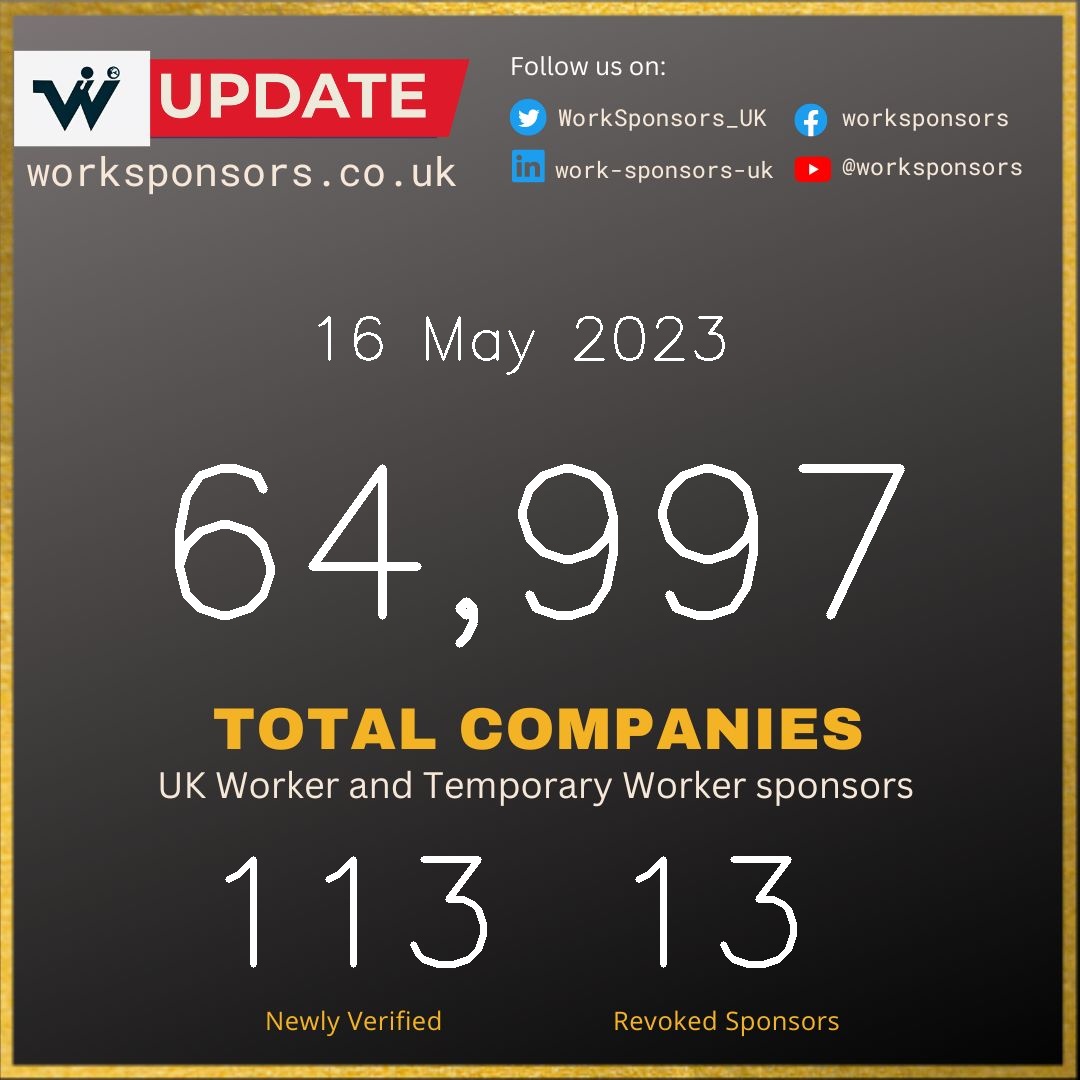 UPDATE
worksponsors.co.uk
Follow us on:
WorkSponsors_UK
worksponsors
in
work-sponsors-uk
@worksponsors
16 May 2023
64,997
TOTAL COMPANIES
UK Worker and Temporary Worker sponsors
113 13
Newly Verified Revoked Sponsors